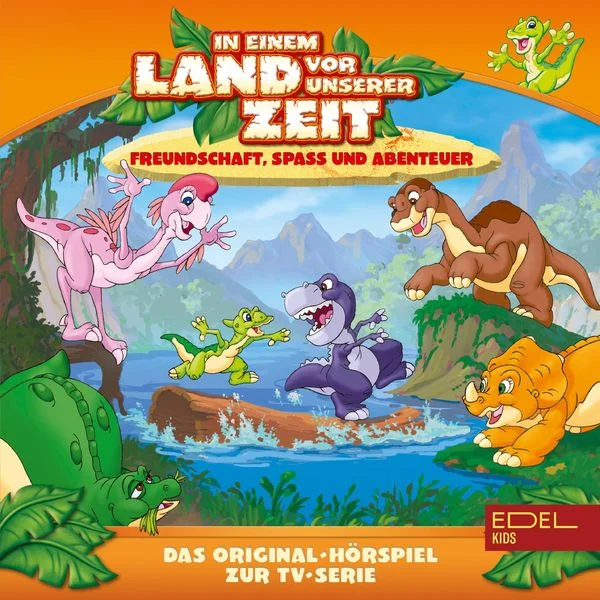 IN EINEM
LAND VOR
UNSERER
ZEIT
FREUNDSCHAFT, SPASS UND ABENTEUER
EDEL
KIDS
DAS ORIGINAL-HÖRSPIEL
ZUR TV-SERIE